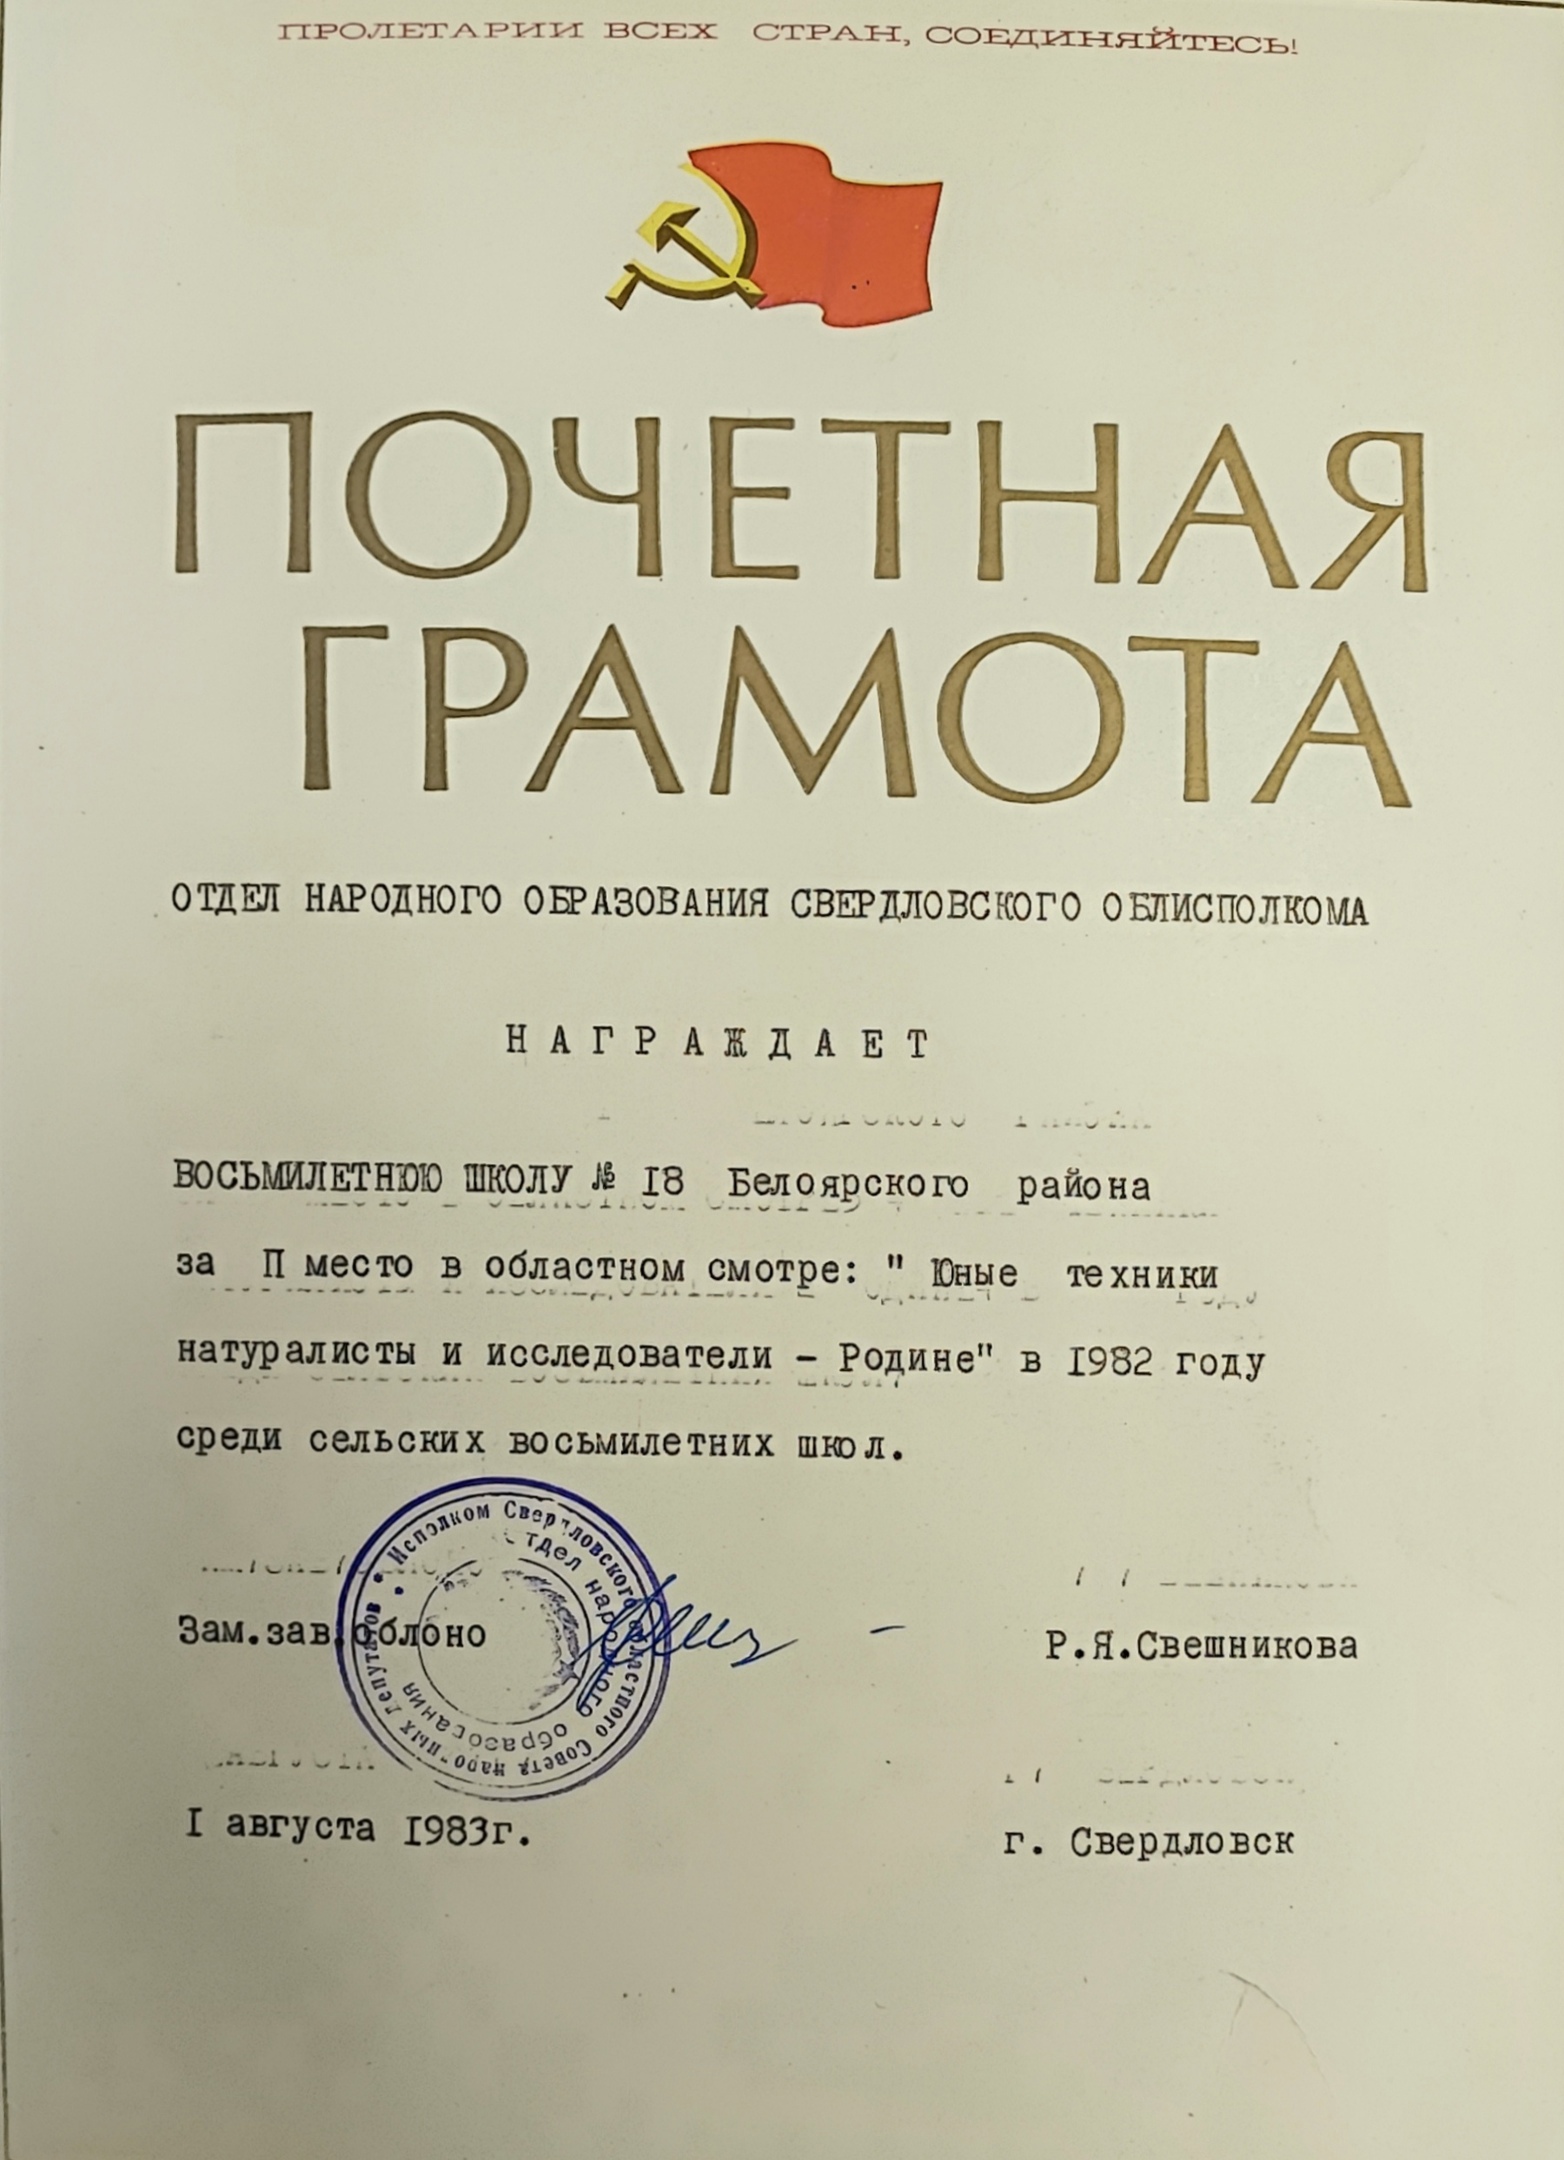 ПРОЛЕТАРИИ ВСЕХ СТРАН, СОЕДИНЯЙТЕСЬ!
ПОЧЕТНАЯ
ГРАМОТА
ОТДЕЛ НАРОДНОГО ОБРАЗОВАНИЯ СВЕРДЛОВСКОГО ОБЛИСПОЛКОМА
НАГРАЖДАЕТ
ВОСЬМИЛЕТНЮЮ ШКОЛУ № I8 Белоярского района
за П место в областном смотре: " Юные техники
натуралисты и исследователи - Родине" в I982 году
среди сельских восьмилетних школ.
Исполком Свердловского областного Совета народных депутатов
Отдел народного образования
Зам.зав.облоно - Р.Я.Свешникова
I августа I983г. г. Свердловск